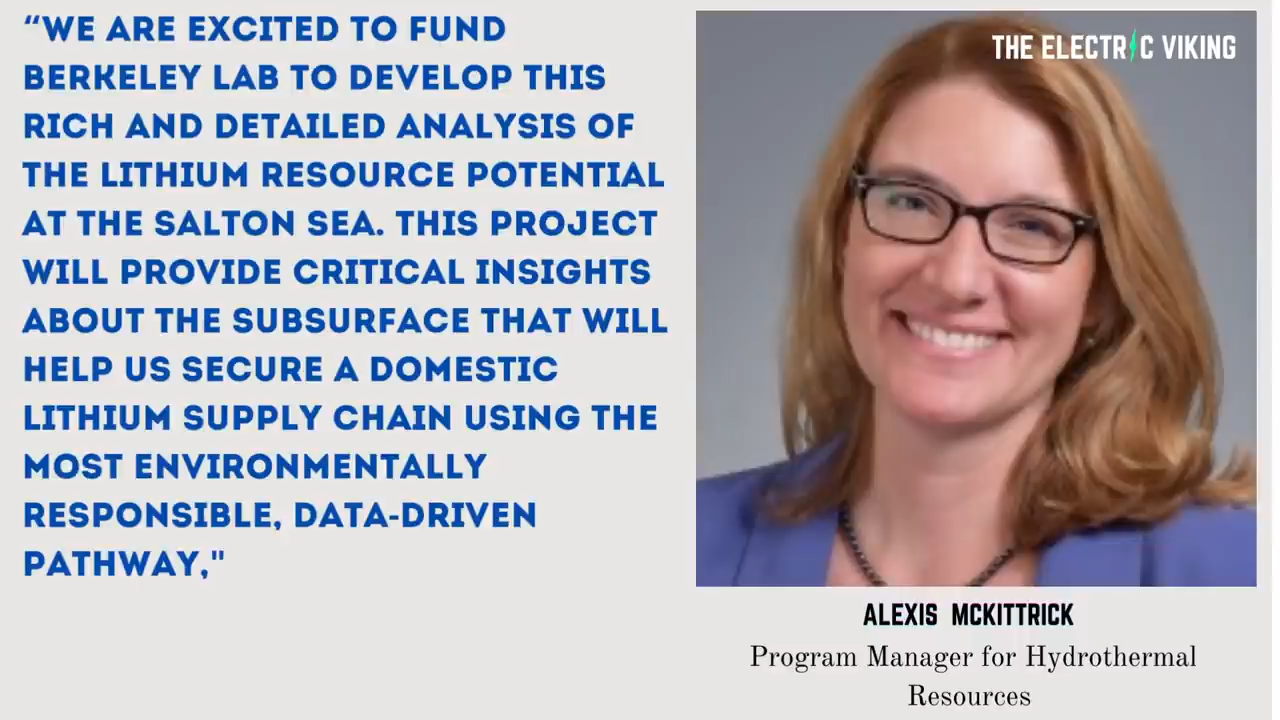 “WE ARE EXCITED TO FUND
BERKELEY LAB TO DEVELOP THIS
RICH AND DETAILED ANALYSIS OF
THE LITHIUM RESOURCE POTENTIAL
AT THE SALTON SEA. THIS PROJECT
WILL PROVIDE CRITICAL INSIGHTS
ABOUT THE SUBSURFACE THAT WILL
HELP US SECURE A DOMESTIC
LITHIUM SUPPLY CHAIN USING THE
MOST ENVIRONMENTALLY
RESPONSIBLE, DATA-DRIVEN
PATHWAY,"
THE ELECTRIC VIKING
ALEXIS MCKITTRICK
Program Manager for Hydrothermal
Resources